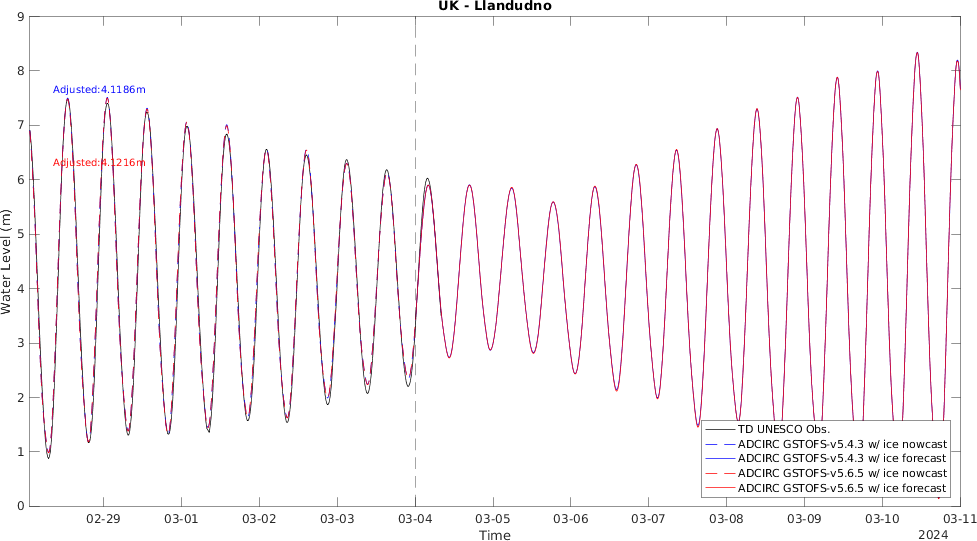 UK - Llandudno
9
8
7
6
5
4
3
2
1
0
Water Level (m)
Adjusted:4.1186m
Adjusted:4.1216m
TD UNESCO Obs.
ADCIRC GSTOFS-v5.4.3 w/ ice nowcast
ADCIRC GSTOFS-v5.4.3 w/ ice forecast
ADCIRC GSTOFS-v5.6.5 w/ ice nowcast
ADCIRC GSTOFS-v5.6.5 w/ ice forecast
02-29 03-01 03-02 03-03 03-04 03-05 03-06 03-07 03-08 03-09 03-10 03-11
Time
2024